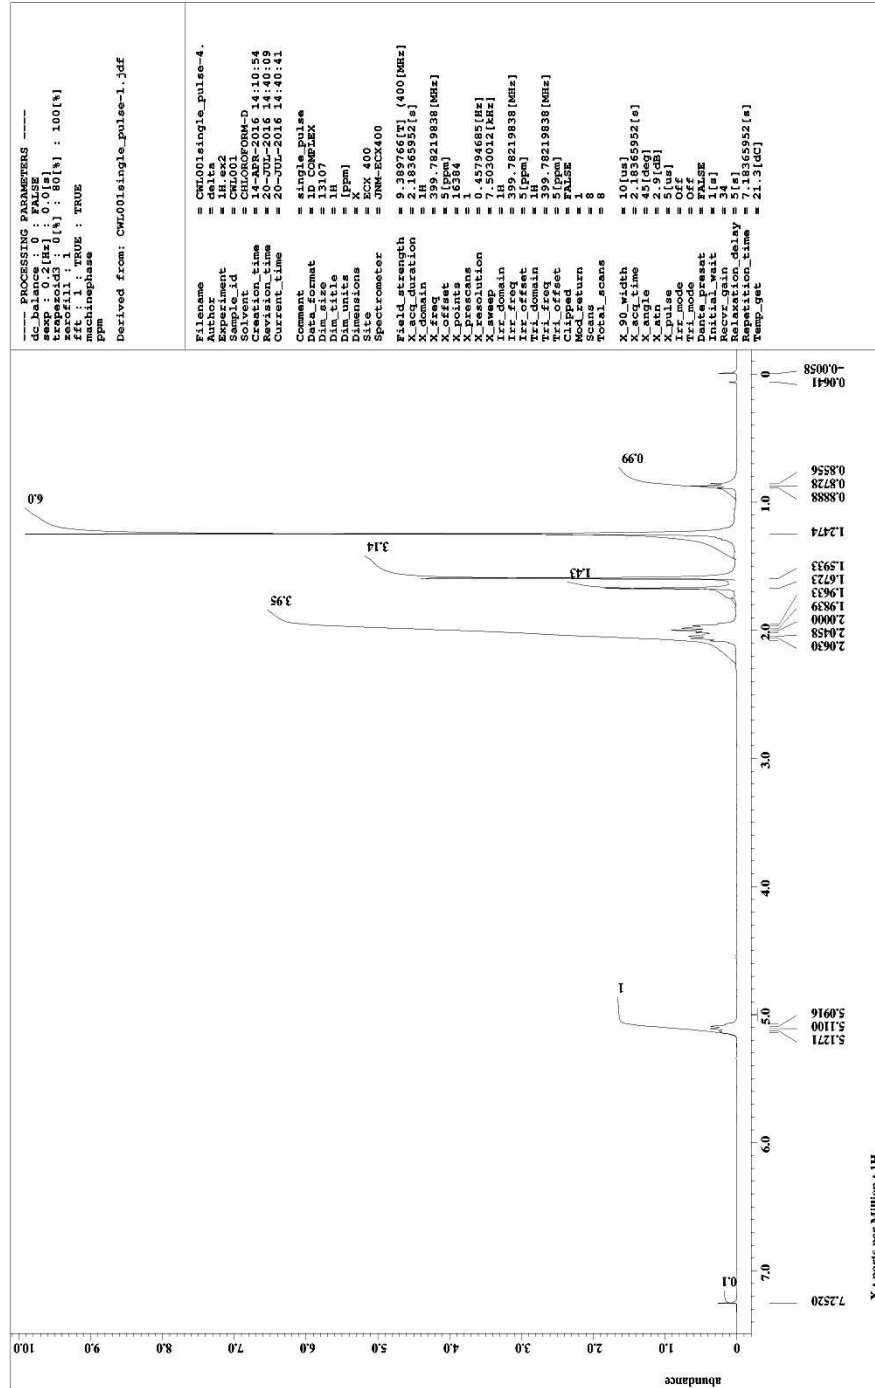 ---- PROCESSING PARAMETERS ----
dc_balance : 0 : FALSE
sexp : 0.2[Hz] : 0.0[s]
trapezoid3 : 0[%] : 80[%] : 100[%]
zerofill : 1
fft : 1 : TRUE : TRUE
machinephase
ppm
Derived from: CWL001single_pulse-1.jdf
Filename = CWL001single_pulse-4.
Author = delta
Experiment = 1H.ex2
Sample_id = CWL001
Solvent = CHLOROFORM-D
Creation_time = 14-APR-2016 14:10:54
Revision_time = 20-JUL-2016 14:40:09
Current_time = 20-JUL-2016 14:40:41
Comment = single_pulse
Data_format = 1D COMPLEX
Dim_size = 13107
Dim_title = 1H
Dim_units = [ppm]
Dimensions = X
Site = ECX 400
Spectrometer = JNM-ECX400
Field_strength = 9.389766[T] (400[MHz]
X_acq_duration = 2.18365952[s]
X_domain = 1H
X_freq = 399.78219838[MHz]
X_offset = 5[ppm]
X_points = 16384
X_prescans = 1
X_resolution = 0.45794685[Hz]
X_sweep = 7.5030012[kHz]
Irr_domain = 1H
Irr_freq = 399.78219838[MHz]
Irr_offset = 5[ppm]
Tri_domain = 1H
Tri_freq = 399.78219838[MHz]
Tri_offset = 5[ppm]
Clipped = FALSE
Mod_return = 1
Scans = 8
Total_scans = 8
X_90_width = 10[us]
X_acq_time = 2.18365952[s]
X_angle = 45[deg]
X_atn = 2.9[dB]
X_pulse = 5[us]
Irr_mode = Off
Tri_mode = Off
Dante_presat = FALSE
Initial_wait = 1[s]
Recvr_gain = 34
Relaxation_delay = 5[s]
Repetition_time = 7.18365952[s]
Temp_get = 21.3[dC]
abundance
0 1.0 2.0 3.0 4.0 5.0 6.0 7.0 8.0 9.0 10.0
0.1
1
3.95
1.43
3.14
6.0
0.99
7.0 6.0 5.0 4.0 3.0 2.0 1.0 0
7.2520
5.1271
5.1100
5.0916
2.0630
2.0458
2.0000
1.9839
1.9633
1.6723
1.5933
1.2474
0.8888
0.8728
0.8556
0.0641
-0.0058
X : parts per Million : 1H